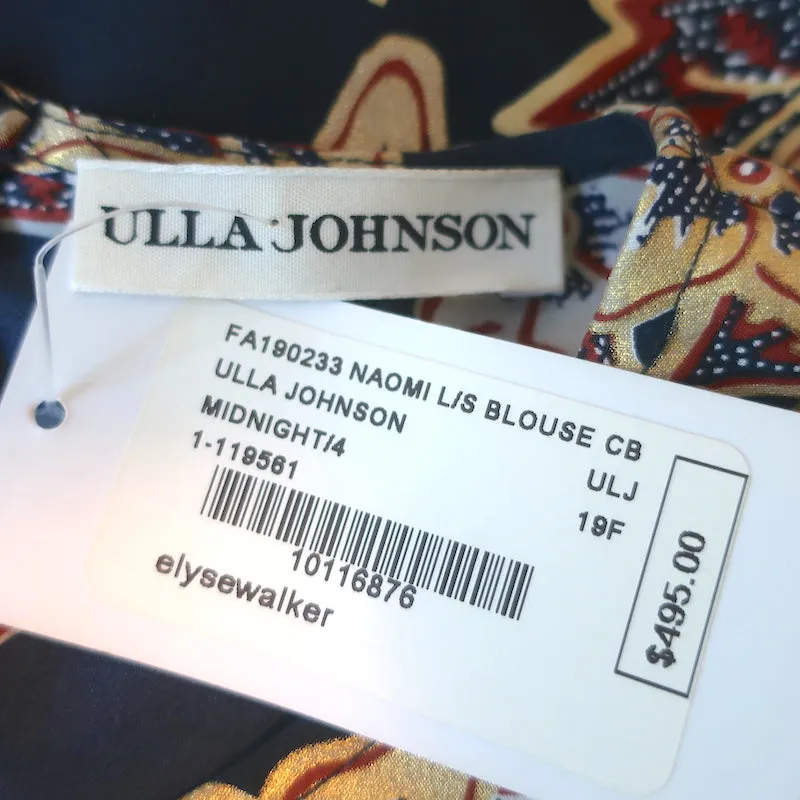 ULLA JOHNSON
FA190233 NAOMI L/S BLOUSE CB
ULLA JOHNSON
ULJ
MIDNIGHT/4
19F
1-119561
10116876
elysewalker
$495.00